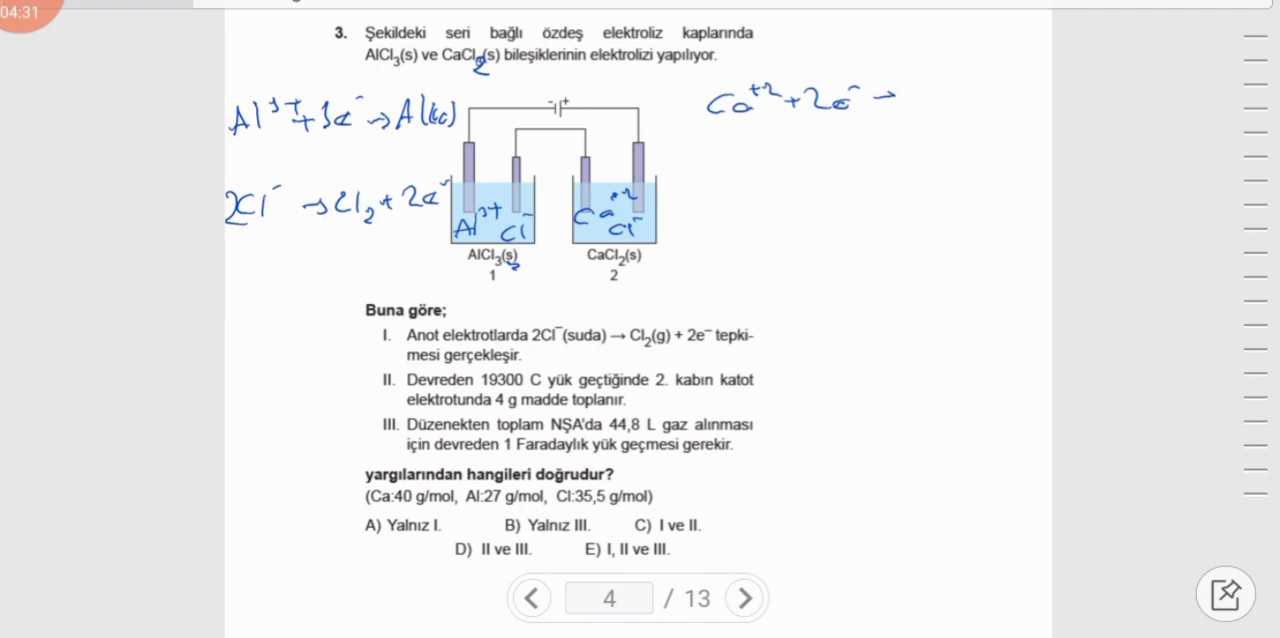 04:31
3. Şekildeki seri bağlı özdeş elektroliz kaplarında
AlCl₃(s) ve CaCl₂(s) bileşiklerinin elektrolizi yapılıyor.
Al³⁺ + 3e⁻ → Al(k)
Ca⁺² + 2e⁻ →
- +
2Cl⁻ → Cl₂ + 2e⁻
Al³⁺ Cl⁻
Ca⁺² Cl⁻
AlCl₃(s) CaCl₂(s)
1 2
Buna göre;
I. Anot elektrotlarda 2Cl⁻(suda) → Cl₂(g) + 2e⁻ tepki-
mesi gerçekleşir.
II. Devreden 19300 C yük geçtiğinde 2. kabın katot
elektrotunda 4 g madde toplanır.
III. Düzenekten toplam NŞA'da 44,8 L gaz alınması
için devreden 1 Faradaylık yük geçmesi gerekir.
yargılarından hangileri doğrudur?
(Ca:40 g/mol, Al:27 g/mol, Cl:35,5 g/mol)
A) Yalnız I. B) Yalnız III. C) I ve II.
D) II ve III. E) I, II ve III.
4 / 13